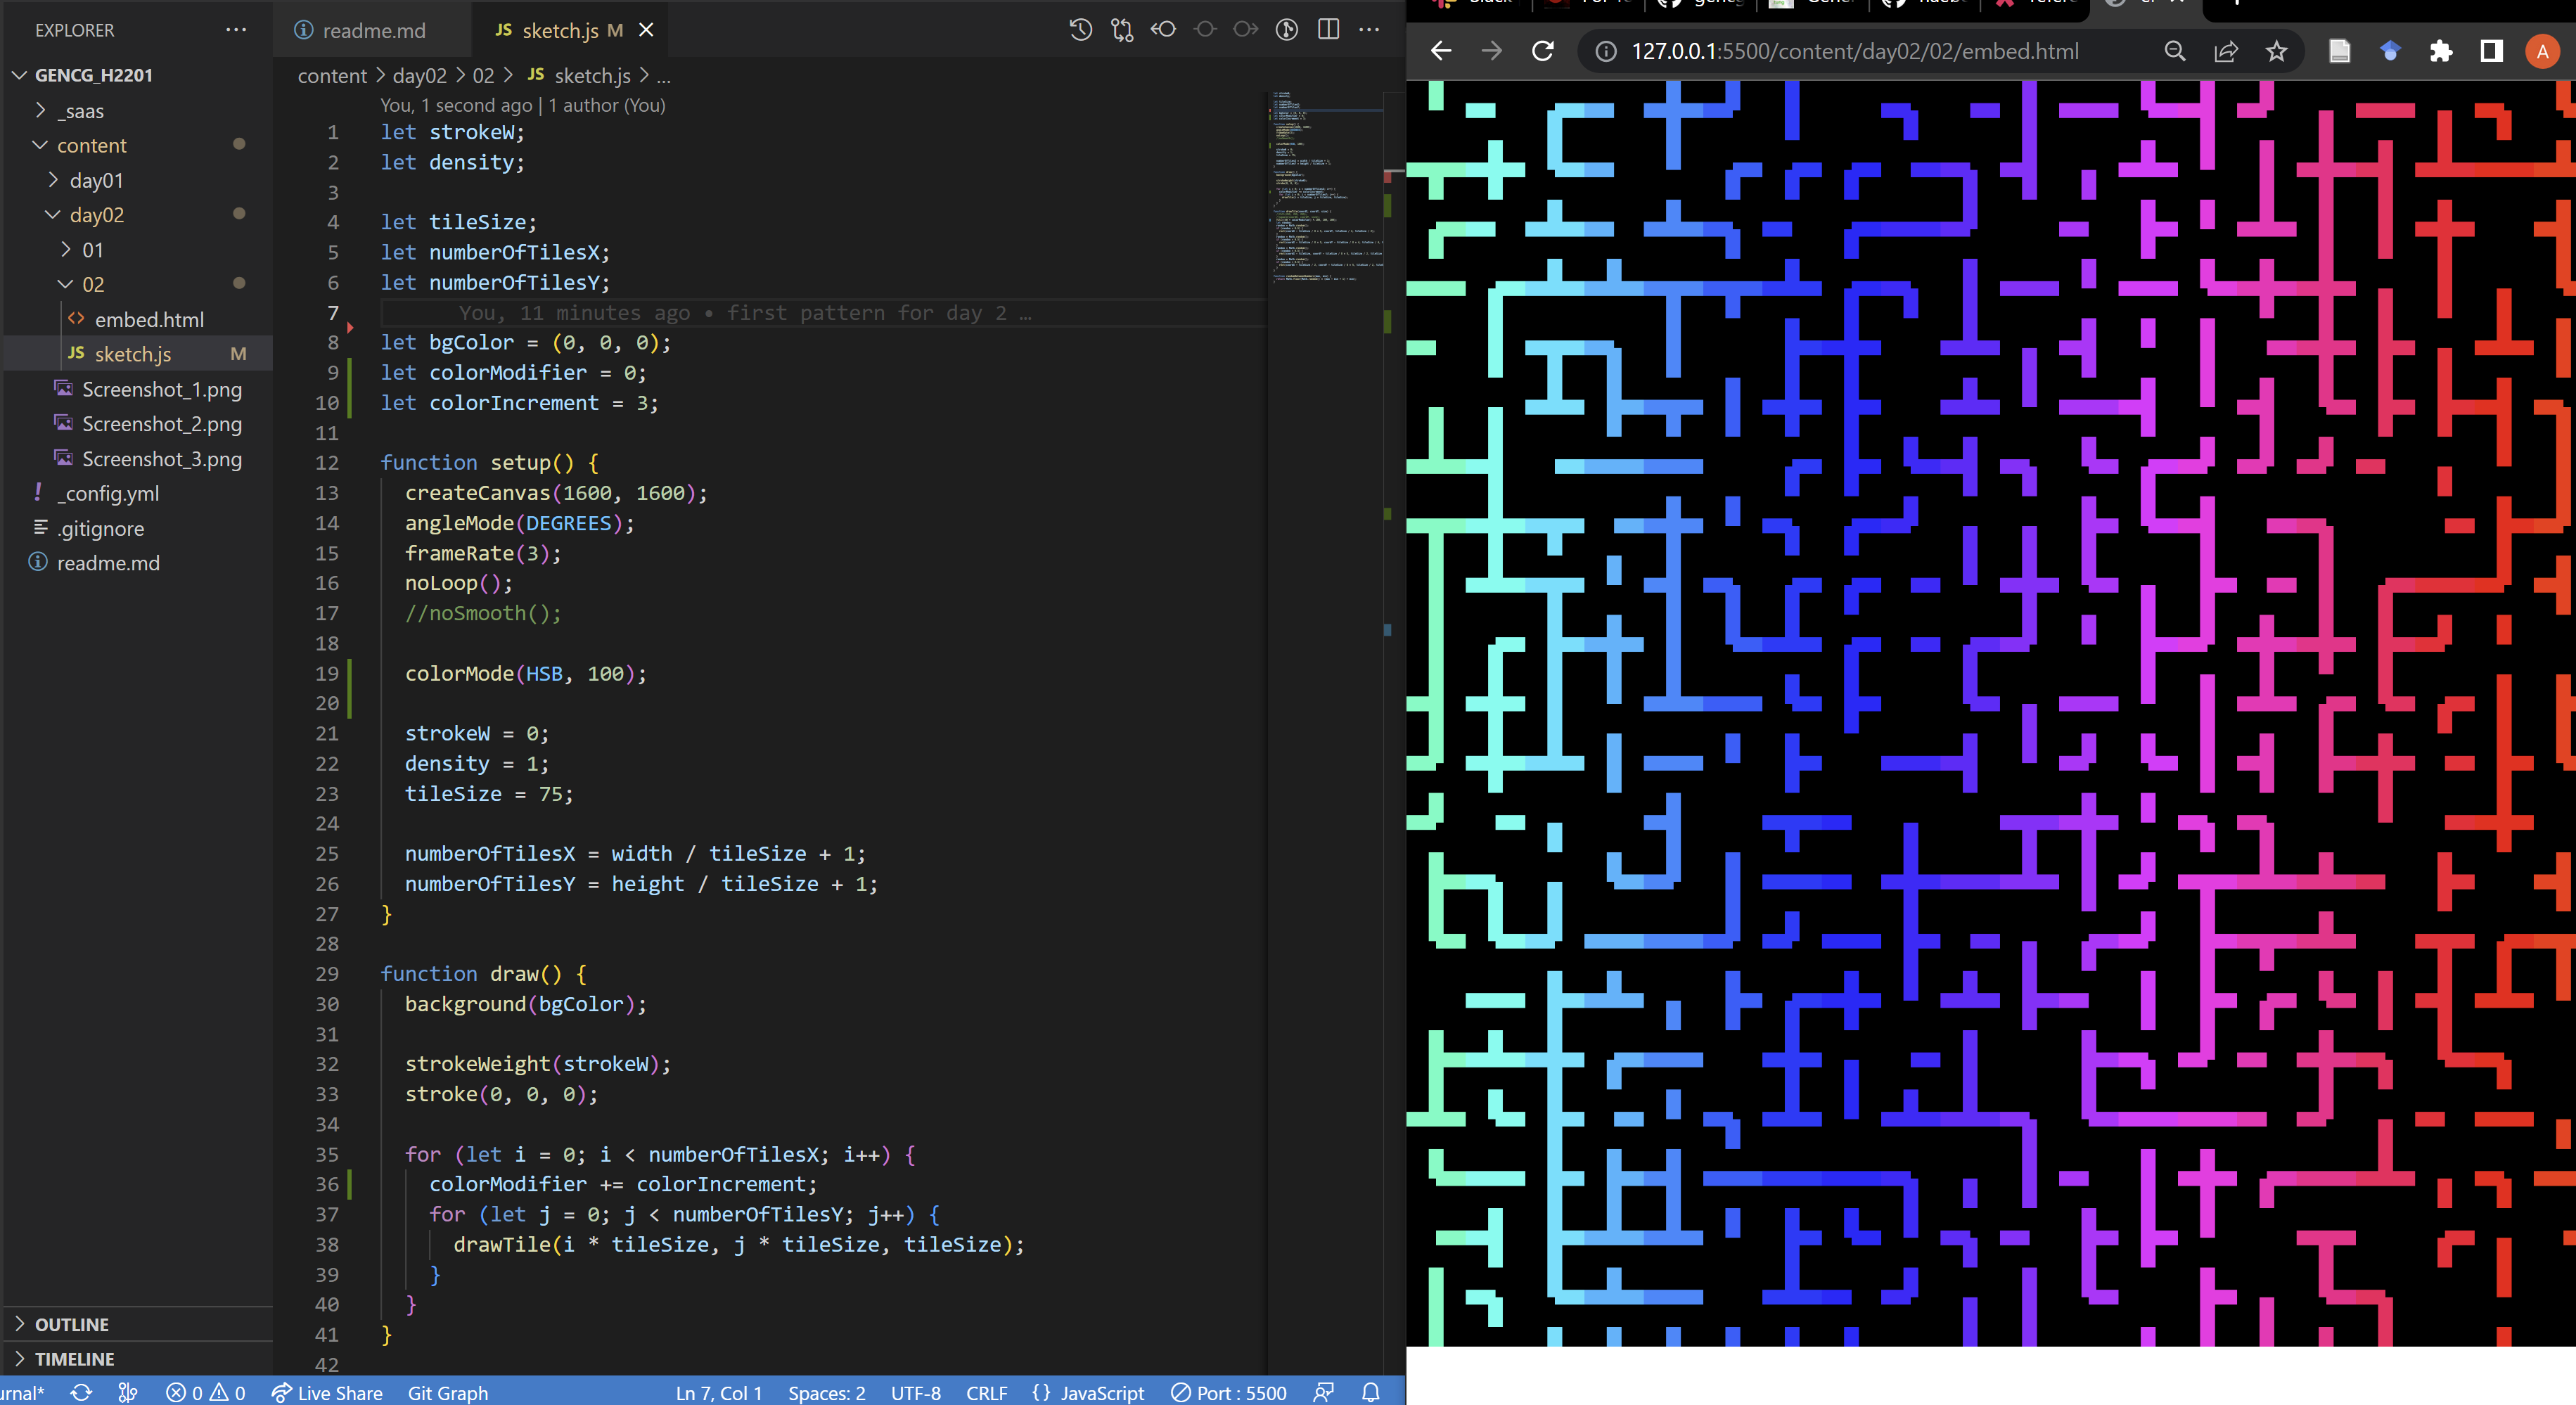 EXPLORER
GENCG_H2201
_saas
content
day01
day02
01
02
embed.html
sketch.js M
Screenshot_1.png
Screenshot_2.png
Screenshot_3.png
_config.yml
.gitignore
readme.md
OUTLINE
TIMELINE
readme.md
JS sketch.js M
content > day02 > 02 > JS sketch.js > ...
You, 1 second ago | 1 author (You)
1 let strokeW;
2 let density;
3
4 let tileSize;
5 let numberOfTilesX;
6 let numberOfTilesY;
7 You, 11 minutes ago • first pattern for day 2 …
8 let bgColor = (0, 0, 0);
9 let colorModifier = 0;
10 let colorIncrement = 3;
11
12 function setup() {
13 createCanvas(1600, 1600);
14 angleMode(DEGREES);
15 frameRate(3);
16 noLoop();
17 //noSmooth();
18
19 colorMode(HSB, 100);
20
21 strokeW = 0;
22 density = 1;
23 tileSize = 75;
24
25 numberOfTilesX = width / tileSize + 1;
26 numberOfTilesY = height / tileSize + 1;
27 }
28
29 function draw() {
30 background(bgColor);
31
32 strokeWeight(strokeW);
33 stroke(0, 0, 0);
34
35 for (let i = 0; i < numberOfTilesX; i++) {
36 colorModifier += colorIncrement;
37 for (let j = 0; j < numberOfTilesY; j++) {
38 drawTile(i * tileSize, j * tileSize, tileSize);
39 }
40 }
41 }
42
urnal* 0 0 Live Share Git Graph Ln 7, Col 1 Spaces: 2 UTF-8 CRLF {} JavaScript Port : 5500
127.0.0.1:5500/content/day02/02/embed.html
A